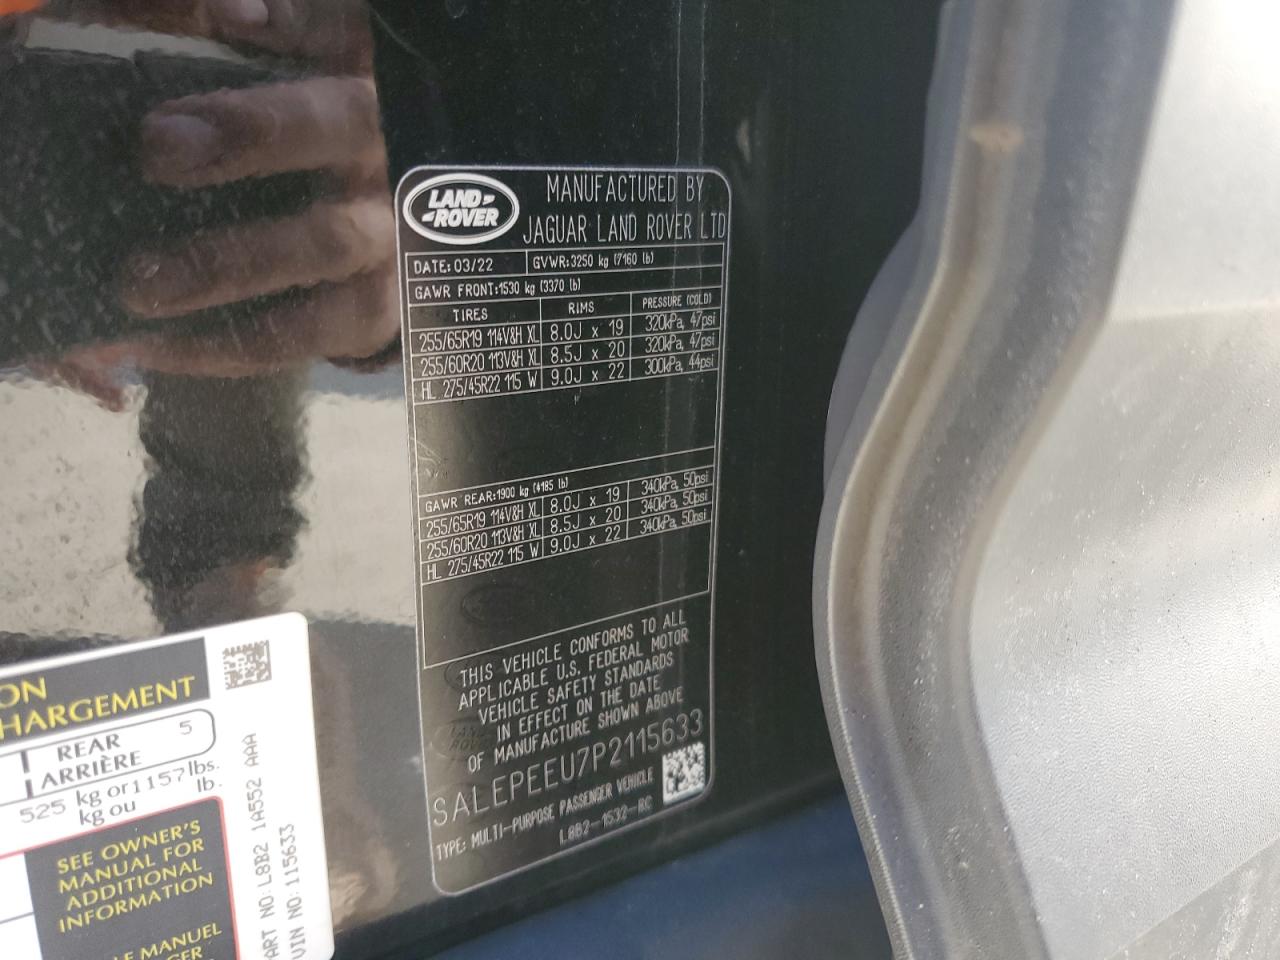 LAND-
-ROVER
MANUFACTURED BY
JAGUAR LAND ROVER LTD
DATE: 03/22 GVWR:3250 kg (7160 lb)
GAWR FRONT:1530 kg (3370 lb)
TIRES RIMS PRESSURE (COLD)
255/65R19 114V&H XL 8.0J x 19 320kPa, 47psi
255/60R20 113V&H XL 8.5J x 20 320kPa, 47psi
HL 275/45R22 115 W 9.0J x 22 300kPa, 44psi
GAWR REAR:1900 kg (4185 lb)
255/65R19 114V&H XL 8.0J x 19 340kPa, 50psi
255/60R20 113V&H XL 8.5J x 20 340kPa, 50psi
HL 275/45R22 115 W 9.0J x 22 340kPa, 50psi
THIS VEHICLE CONFORMS TO ALL
APPLICABLE U.S. FEDERAL MOTOR
VEHICLE SAFETY STANDARDS
IN EFFECT ON THE DATE
OF MANUFACTURE SHOWN ABOVE
SALEPEEU7P2115633
TYPE: MULTI-PURPOSE PASSENGER VEHICLE
L8B2-1532-RC
ON
HARGEMENT
REAR 5
ARRIÈRE
525 kg or 1157 lbs.
kg ou lb.
SEE OWNER'S
MANUAL FOR
ADDITIONAL
INFORMATION
LE MANUEL
GER
PART NO: L8B2 1A552 AAA
VIN NO: 115633